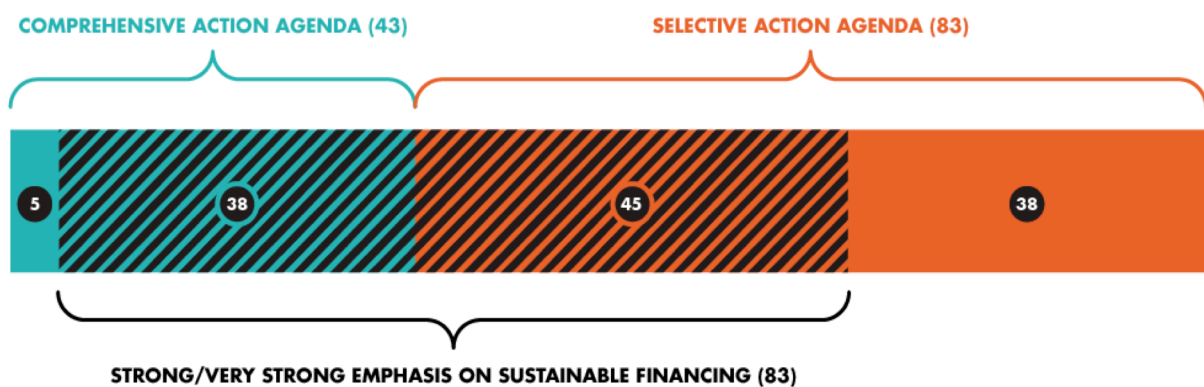 COMPREHENSIVE ACTION AGENDA (43)
SELECTIVE ACTION AGENDA (83)
5
38
45
38
STRONG/VERY STRONG EMPHASIS ON SUSTAINABLE FINANCING (83)